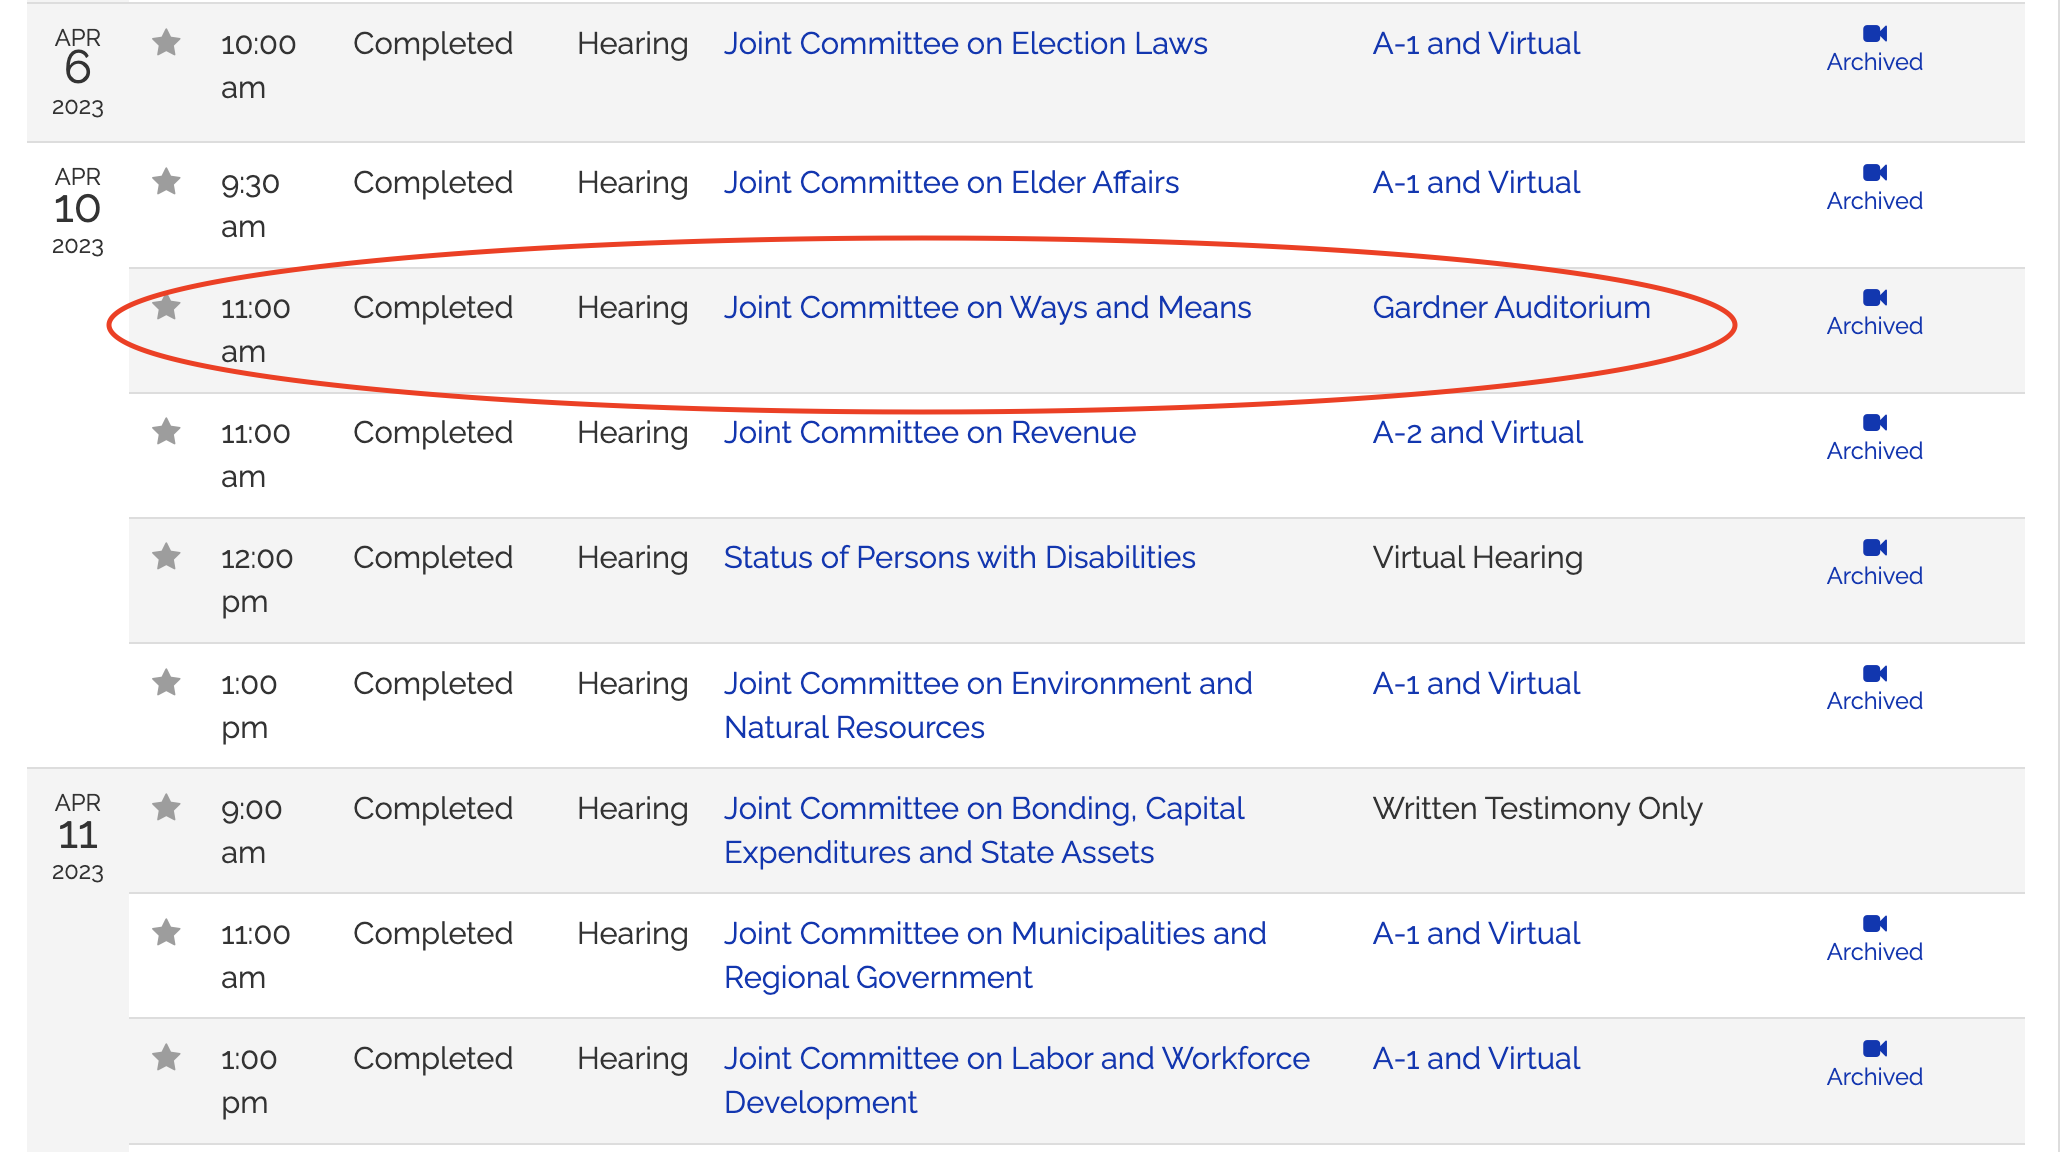 APR
6
2023
10:00
am
Completed
Hearing
Joint Committee on Election Laws
A-1 and Virtual
Archived
APR
10
2023
9:30
am
Completed
Hearing
Joint Committee on Elder Affairs
A-1 and Virtual
Archived
11:00
am
Completed
Hearing
Joint Committee on Ways and Means
Gardner Auditorium
Archived
11:00
am
Completed
Hearing
Joint Committee on Revenue
A-2 and Virtual
Archived
12:00
pm
Completed
Hearing
Status of Persons with Disabilities
Virtual Hearing
Archived
1:00
pm
Completed
Hearing
Joint Committee on Environment and
Natural Resources
A-1 and Virtual
Archived
APR
11
2023
9:00
am
Completed
Hearing
Joint Committee on Bonding, Capital
Expenditures and State Assets
Written Testimony Only
11:00
am
Completed
Hearing
Joint Committee on Municipalities and
Regional Government
A-1 and Virtual
Archived
1:00
pm
Completed
Hearing
Joint Committee on Labor and Workforce
Development
A-1 and Virtual
Archived